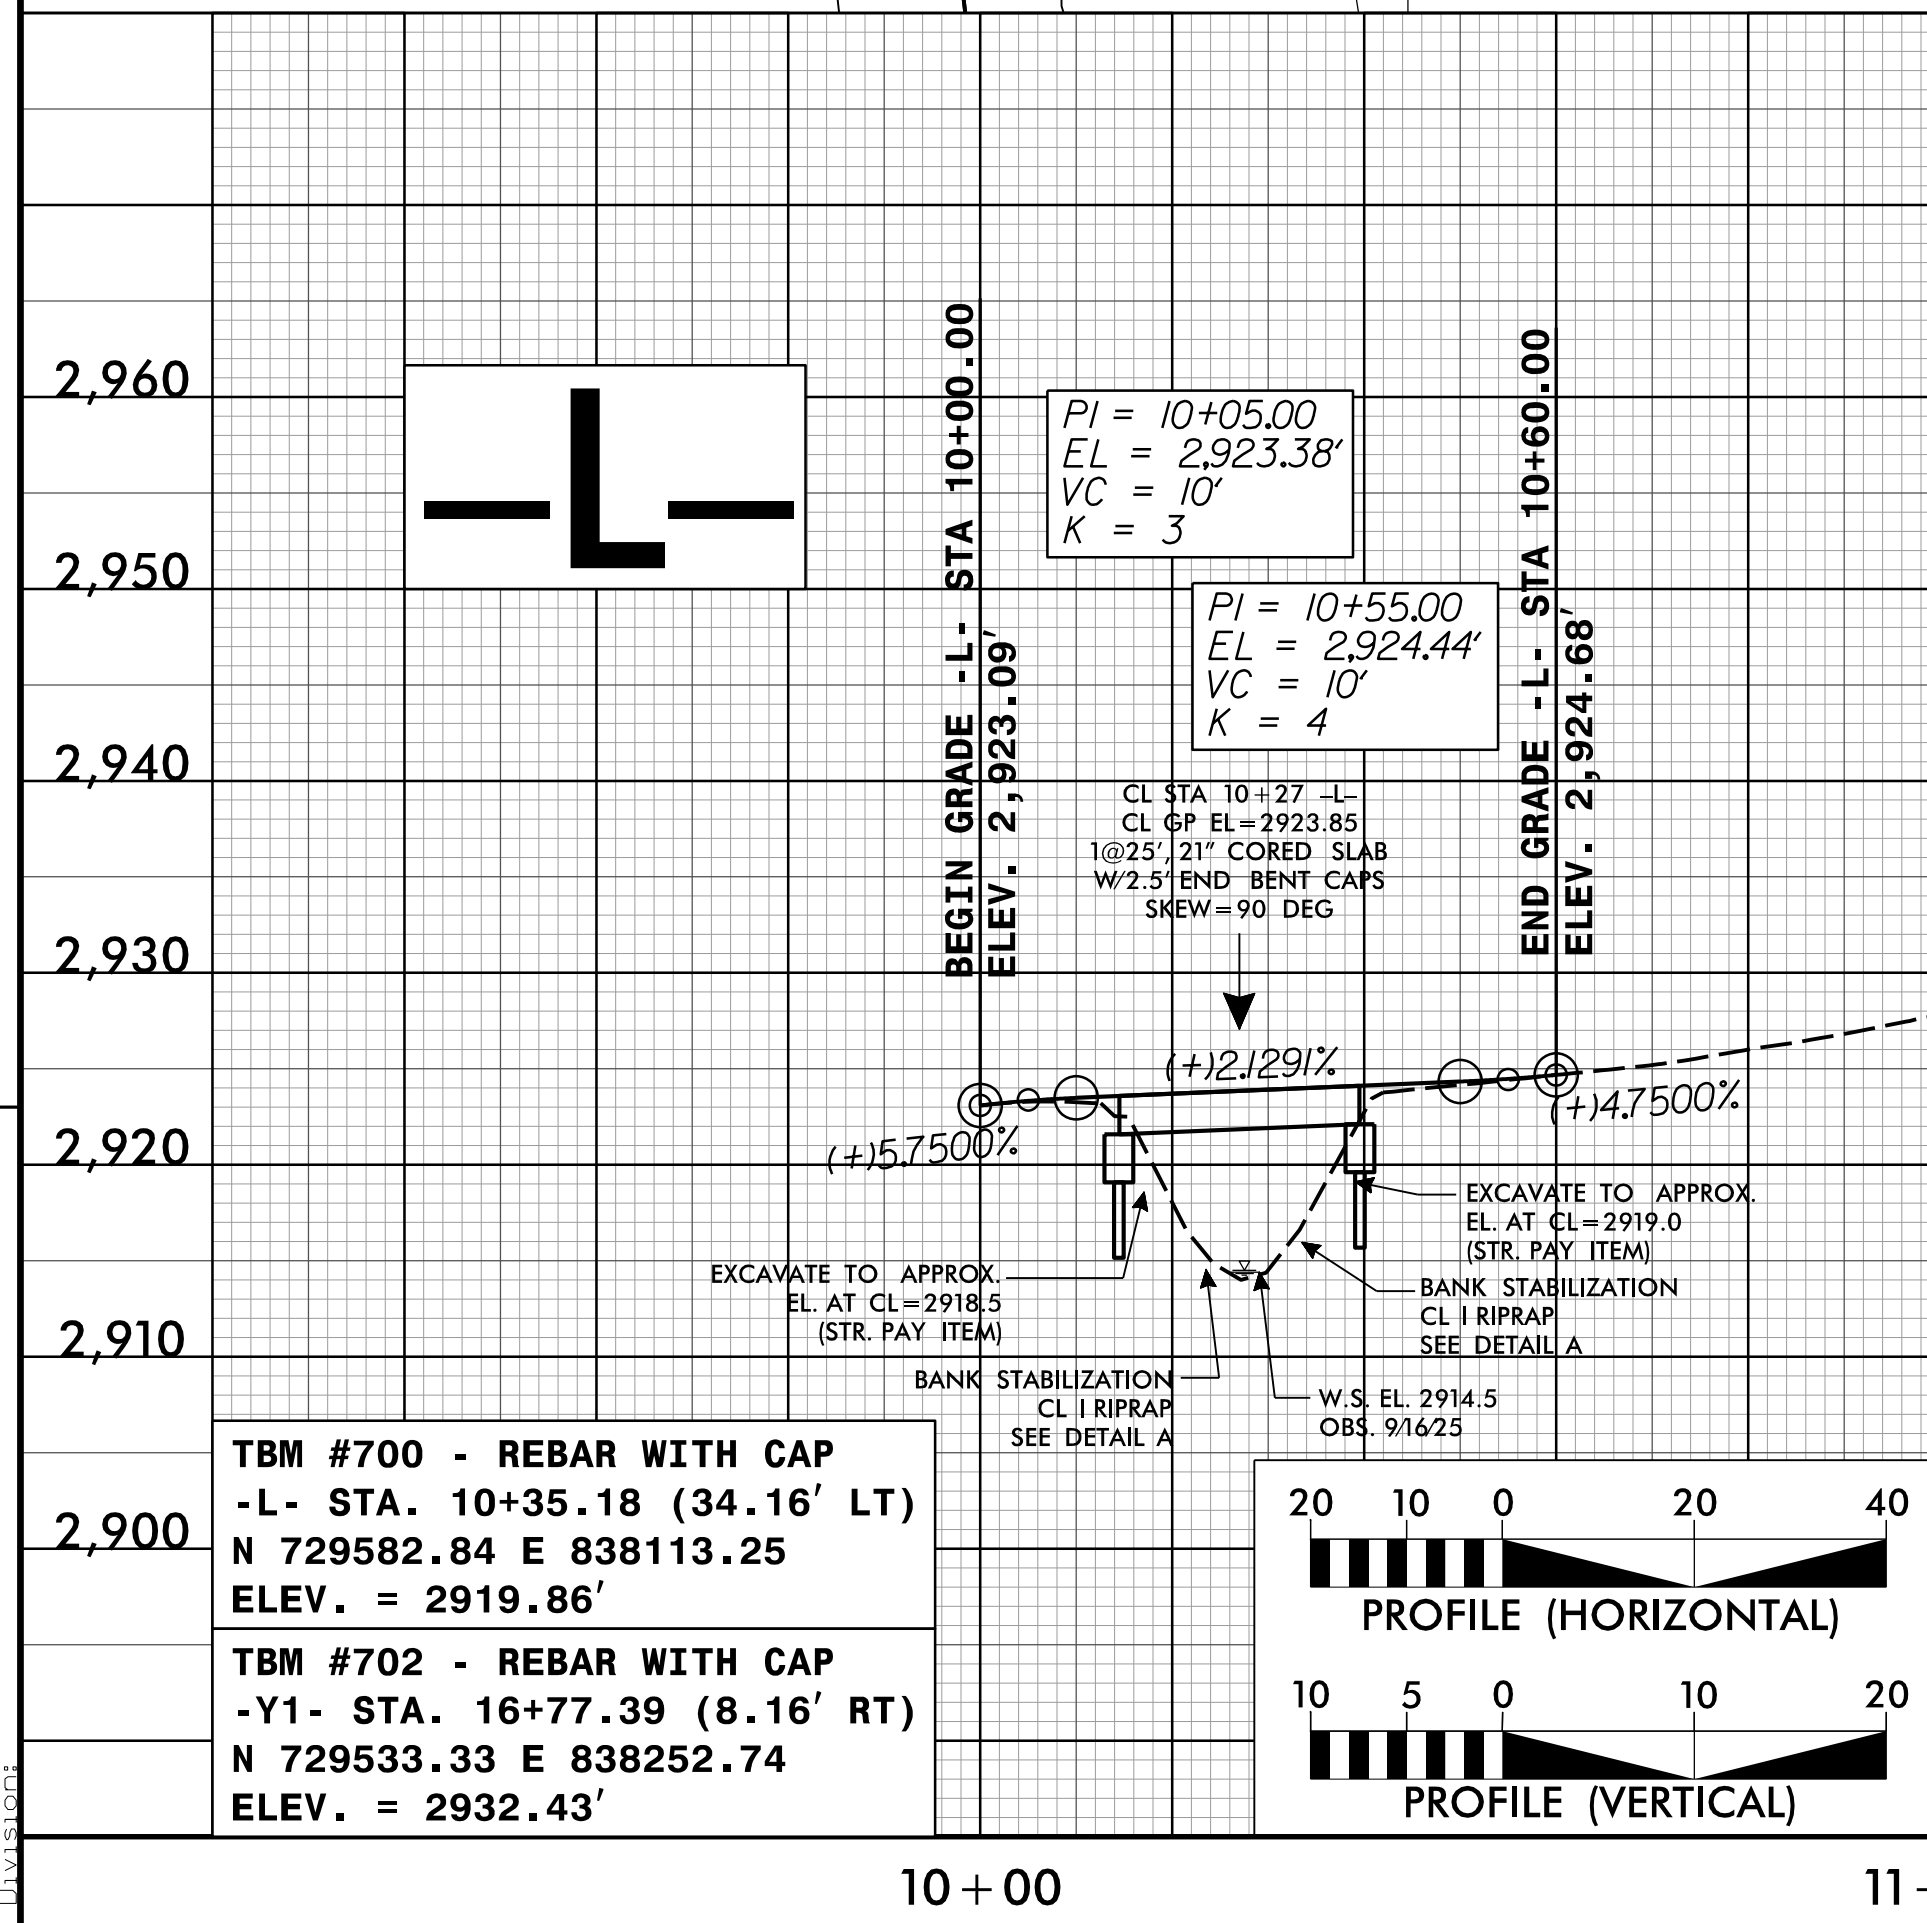 2,960
2,950
2,940
2,930
2,920
2,910
2,900
-L-
BEGIN GRADE -L- STA 10+00.00
ELEV. 2,923.09'
PI = 10+05.00
EL = 2,923.38'
VC = 10'
K = 3
PI = 10+55.00
EL = 2,924.44'
VC = 10'
K = 4
END GRADE -L- STA 10+60.00
ELEV. 2,924.68'
CL STA 10+27 -L-
CL GP EL=2923.85
1@25', 21" CORED SLAB
W/2.5' END BENT CAPS
SKEW=90 DEG
(+)5.7500%
(+)2.1291%
(+)4.7500%
EXCAVATE TO APPROX.
EL. AT CL=2918.5
(STR. PAY ITEM)
EXCAVATE TO APPROX.
EL. AT CL=2919.0
(STR. PAY ITEM)
BANK STABILIZATION
CL I RIPRAP
SEE DETAIL A
BANK STABILIZATION
CL I RIPRAP
SEE DETAIL A
W.S. EL. 2914.5
OBS. 9/16/25
TBM #700 - REBAR WITH CAP
-L- STA. 10+35.18 (34.16' LT)
N 729582.84 E 838113.25
ELEV. = 2919.86'
TBM #702 - REBAR WITH CAP
-Y1- STA. 16+77.39 (8.16' RT)
N 729533.33 E 838252.74
ELEV. = 2932.43'
20 10 0 20 40
PROFILE (HORIZONTAL)
10 5 0 10 20
PROFILE (VERTICAL)
Division:
10+00
11